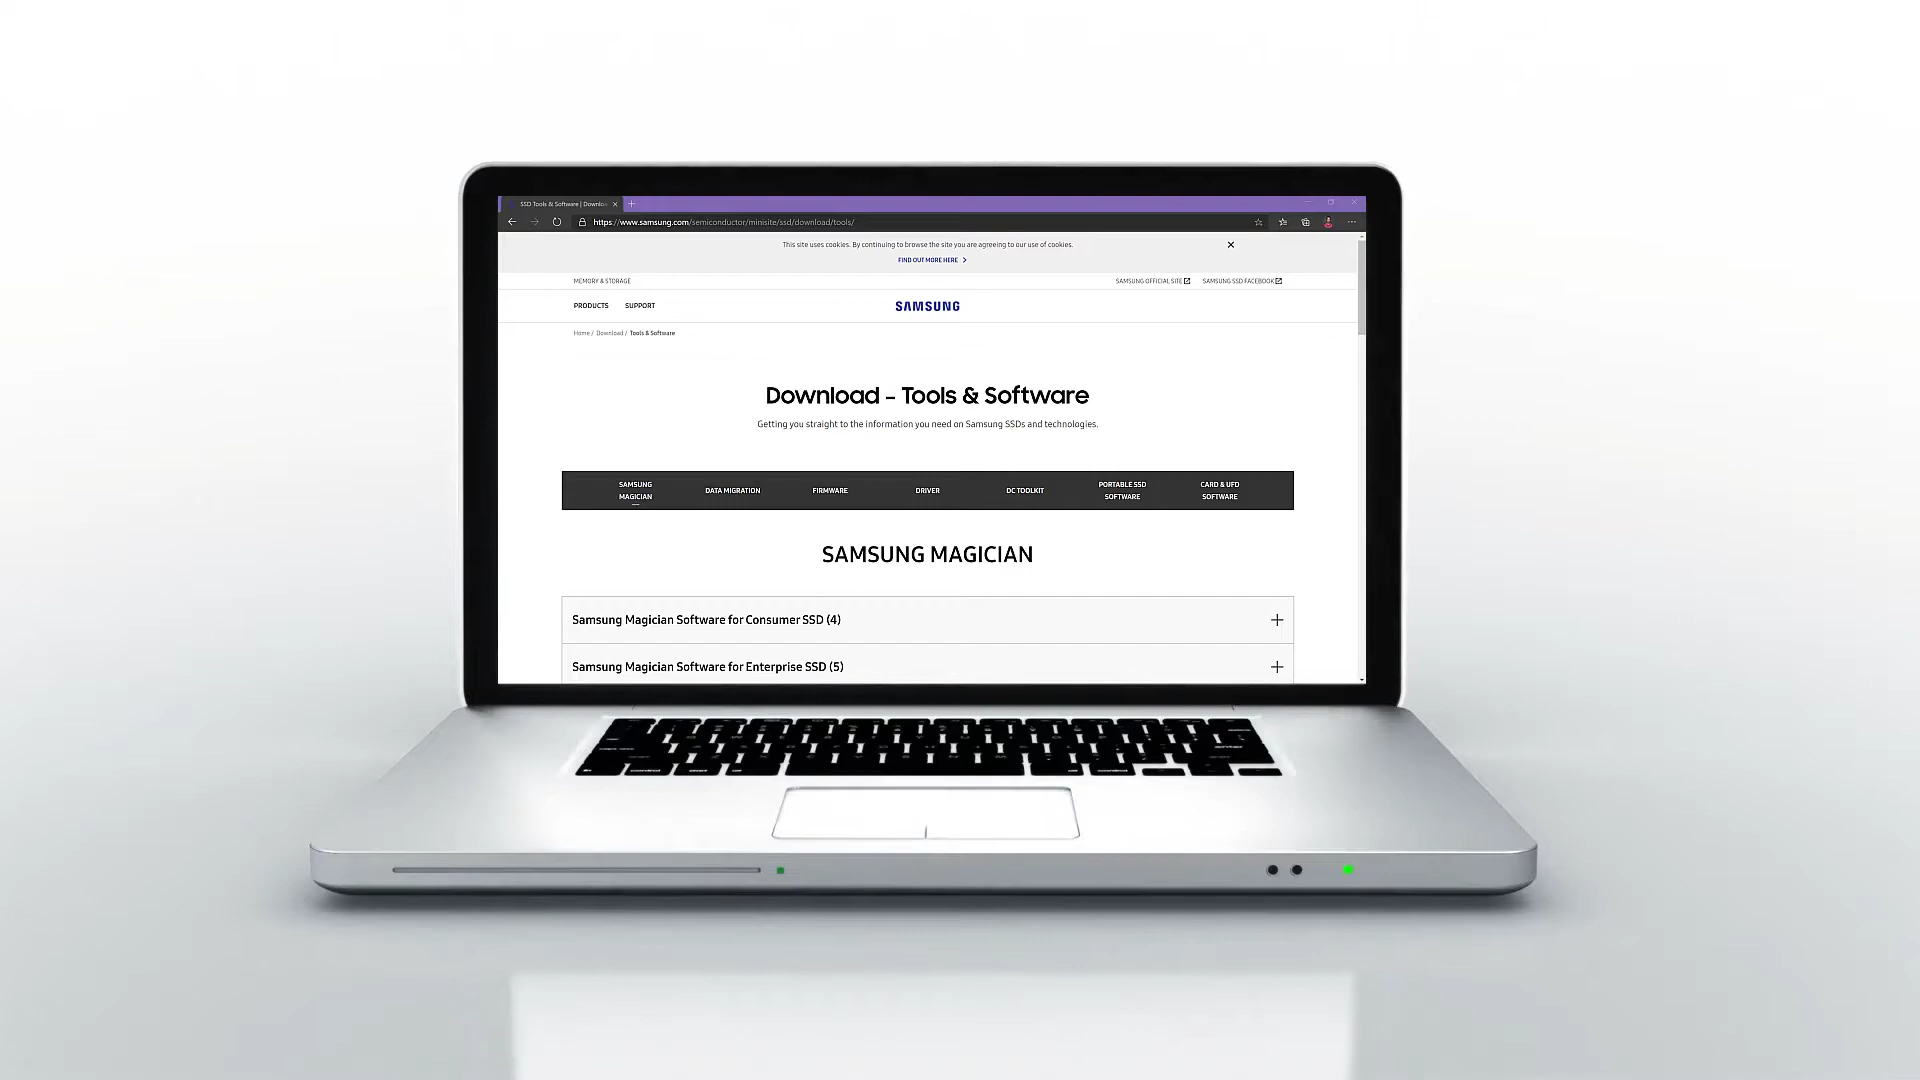 SSD Tools & Software | Downlo
https://www.samsung.com/semiconductor/minisite/ssd/download/tools/
This site uses cookies. By continuing to browse the site you are agreeing to our use of cookies.
FIND OUT MORE HERE
MEMORY & STORAGE
SAMSUNG OFFICIAL SITE
SAMSUNG SSD FACEBOOK
PRODUCTS
SUPPORT
SAMSUNG
Home / Download / Tools & Software
Download – Tools & Software
Getting you straight to the information you need on Samsung SSDs and technologies.
SAMSUNG
MAGICIAN
DATA MIGRATION
FIRMWARE
DRIVER
DC TOOLKIT
PORTABLE SSD
SOFTWARE
CARD & UFD
SOFTWARE
SAMSUNG MAGICIAN
Samsung Magician Software for Consumer SSD (4)
Samsung Magician Software for Enterprise SSD (5)